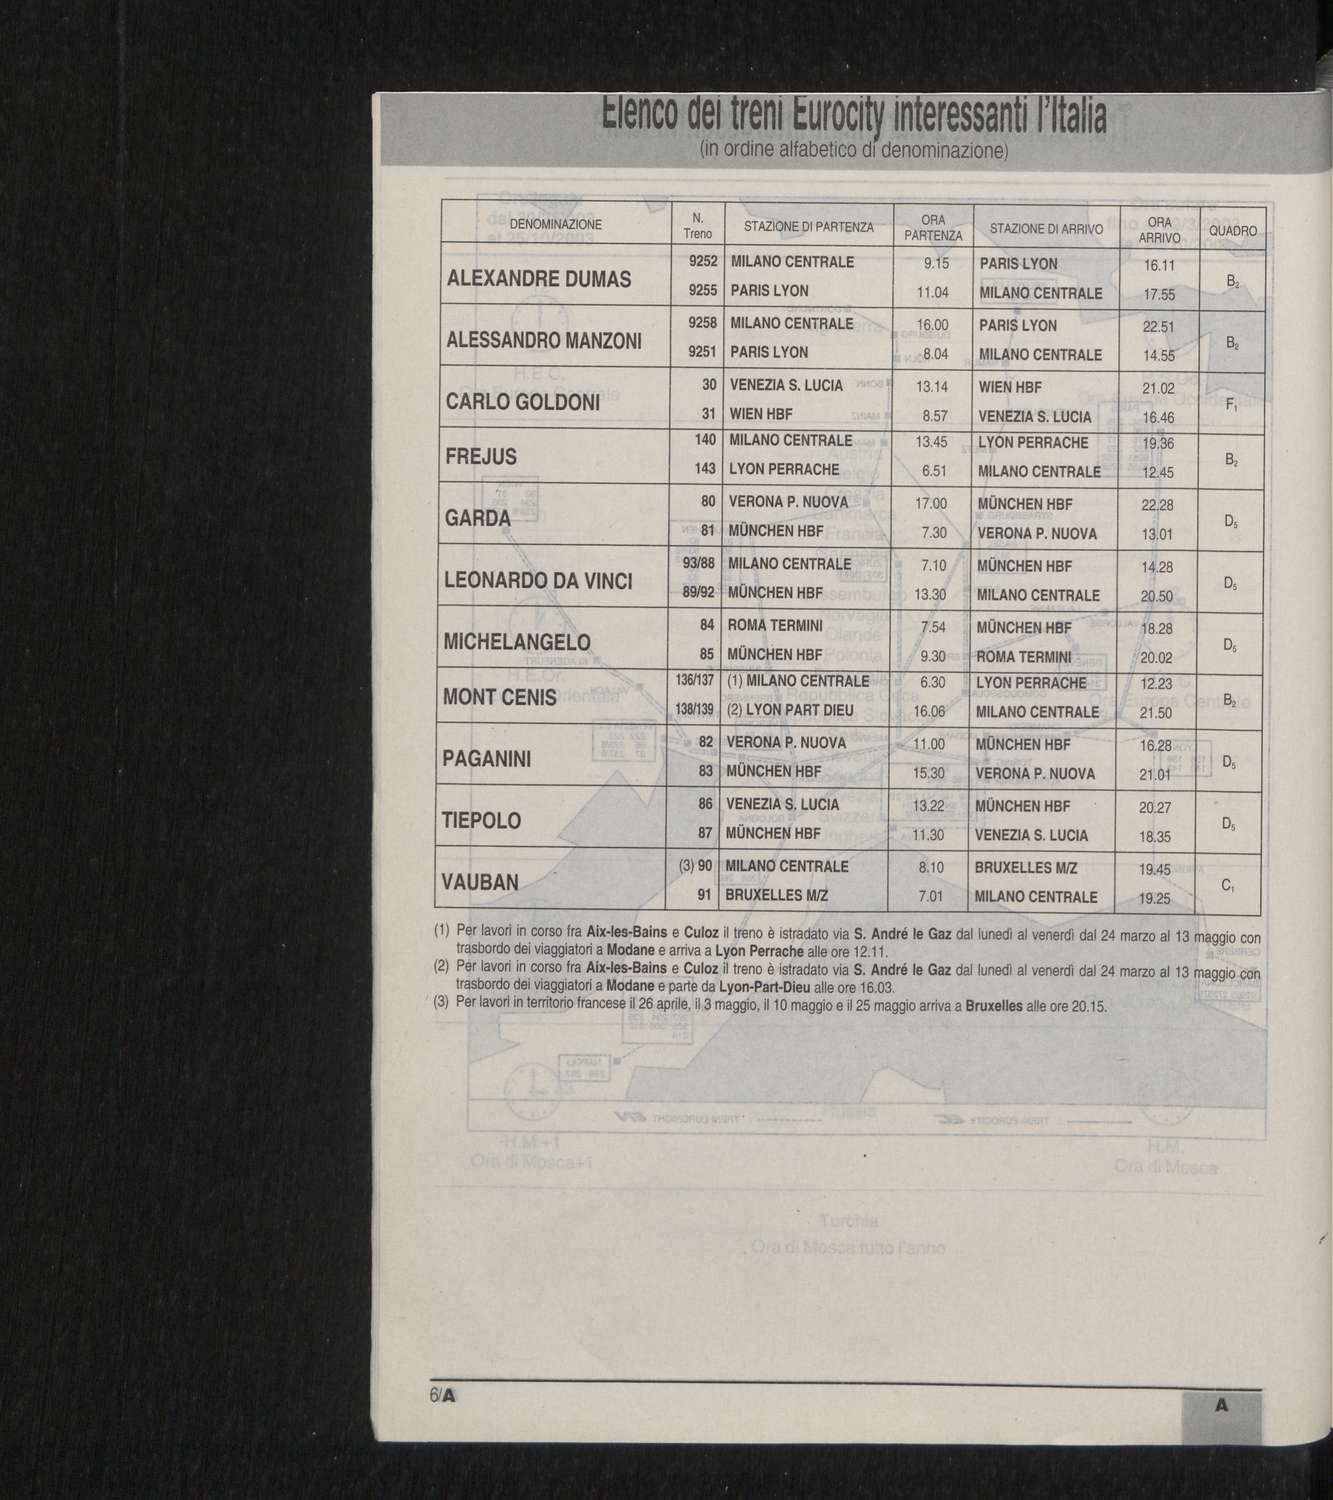 Elenco dei treni Eurocity interessanti l'Italia
(in ordine alfabetico di denominazione)
DENOMINAZIONE N. Treno STAZIONE DI PARTENZA ORA PARTENZA STAZIONE DI ARRIVO ORA ARRIVO QUADRO
ALEXANDRE DUMAS 9252 MILANO CENTRALE 9.15 PARIS LYON 16.11 B2
9255 PARIS LYON 11.04 MILANO CENTRALE 17.55
ALESSANDRO MANZONI 9258 MILANO CENTRALE 16.00 PARIS LYON 22.51 B2
9251 PARIS LYON 8.04 MILANO CENTRALE 14.55
CARLO GOLDONI 30 VENEZIA S. LUCIA 13.14 WIEN HBF 21.02 F1
31 WIEN HBF 8.57 VENEZIA S. LUCIA 16.46
FREJUS 140 MILANO CENTRALE 13.45 LYON PERRACHE 19.36 B2
143 LYON PERRACHE 6.51 MILANO CENTRALE 12.45
GARDA 80 VERONA P. NUOVA 17.00 MÜNCHEN HBF 22.28 D5
81 MÜNCHEN HBF 7.30 VERONA P. NUOVA 13.01
LEONARDO DA VINCI 93/88 MILANO CENTRALE 7.10 MÜNCHEN HBF 14.28 D5
89/92 MÜNCHEN HBF 13.30 MILANO CENTRALE 20.50
MICHELANGELO 84 ROMA TERMINI 7.54 MÜNCHEN HBF 18.28 D5
85 MÜNCHEN HBF 9.30 ROMA TERMINI 20.02
MONT CENIS 136/137 (1) MILANO CENTRALE 6.30 LYON PERRACHE 12.23 B2
138/139 (2) LYON PART DIEU 16.06 MILANO CENTRALE 21.50
PAGANINI 82 VERONA P. NUOVA 11.00 MÜNCHEN HBF 16.28 D5
83 MÜNCHEN HBF 15.30 VERONA P. NUOVA 21.01
TIEPOLO 86 VENEZIA S. LUCIA 13.22 MÜNCHEN HBF 20.27 D5
87 MÜNCHEN HBF 11.30 VENEZIA S. LUCIA 18.35
VAUBAN (3) 90 MILANO CENTRALE 8.10 BRUXELLES M/Z 19.45 C1
91 BRUXELLES M/Z 7.01 MILANO CENTRALE 19.25
(1) Per lavori in corso fra Aix-les-Bains e Culoz il treno è istradato via S. André le Gaz dal lunedì al venerdì dal 24 marzo al 13 maggio con
trasbordo dei viaggiatori a Modane e arriva a Lyon Perrache alle ore 12.11.
(2) Per lavori in corso fra Aix-les-Bains e Culoz il treno è istradato via S. André le Gaz dal lunedì al venerdì dal 24 marzo al 13 maggio con
trasbordo dei viaggiatori a Modane e parte da Lyon-Part-Dieu alle ore 16.03.
(3) Per lavori in territorio francese il 26 aprile, il 3 maggio, il 10 maggio e il 25 maggio arriva a Bruxelles alle ore 20.15.
H.M.+1
Ora di Mosca+1
H.M.
Ora di Mosca
Turchia
Ora di Mosca tutto l'anno
6/A
A